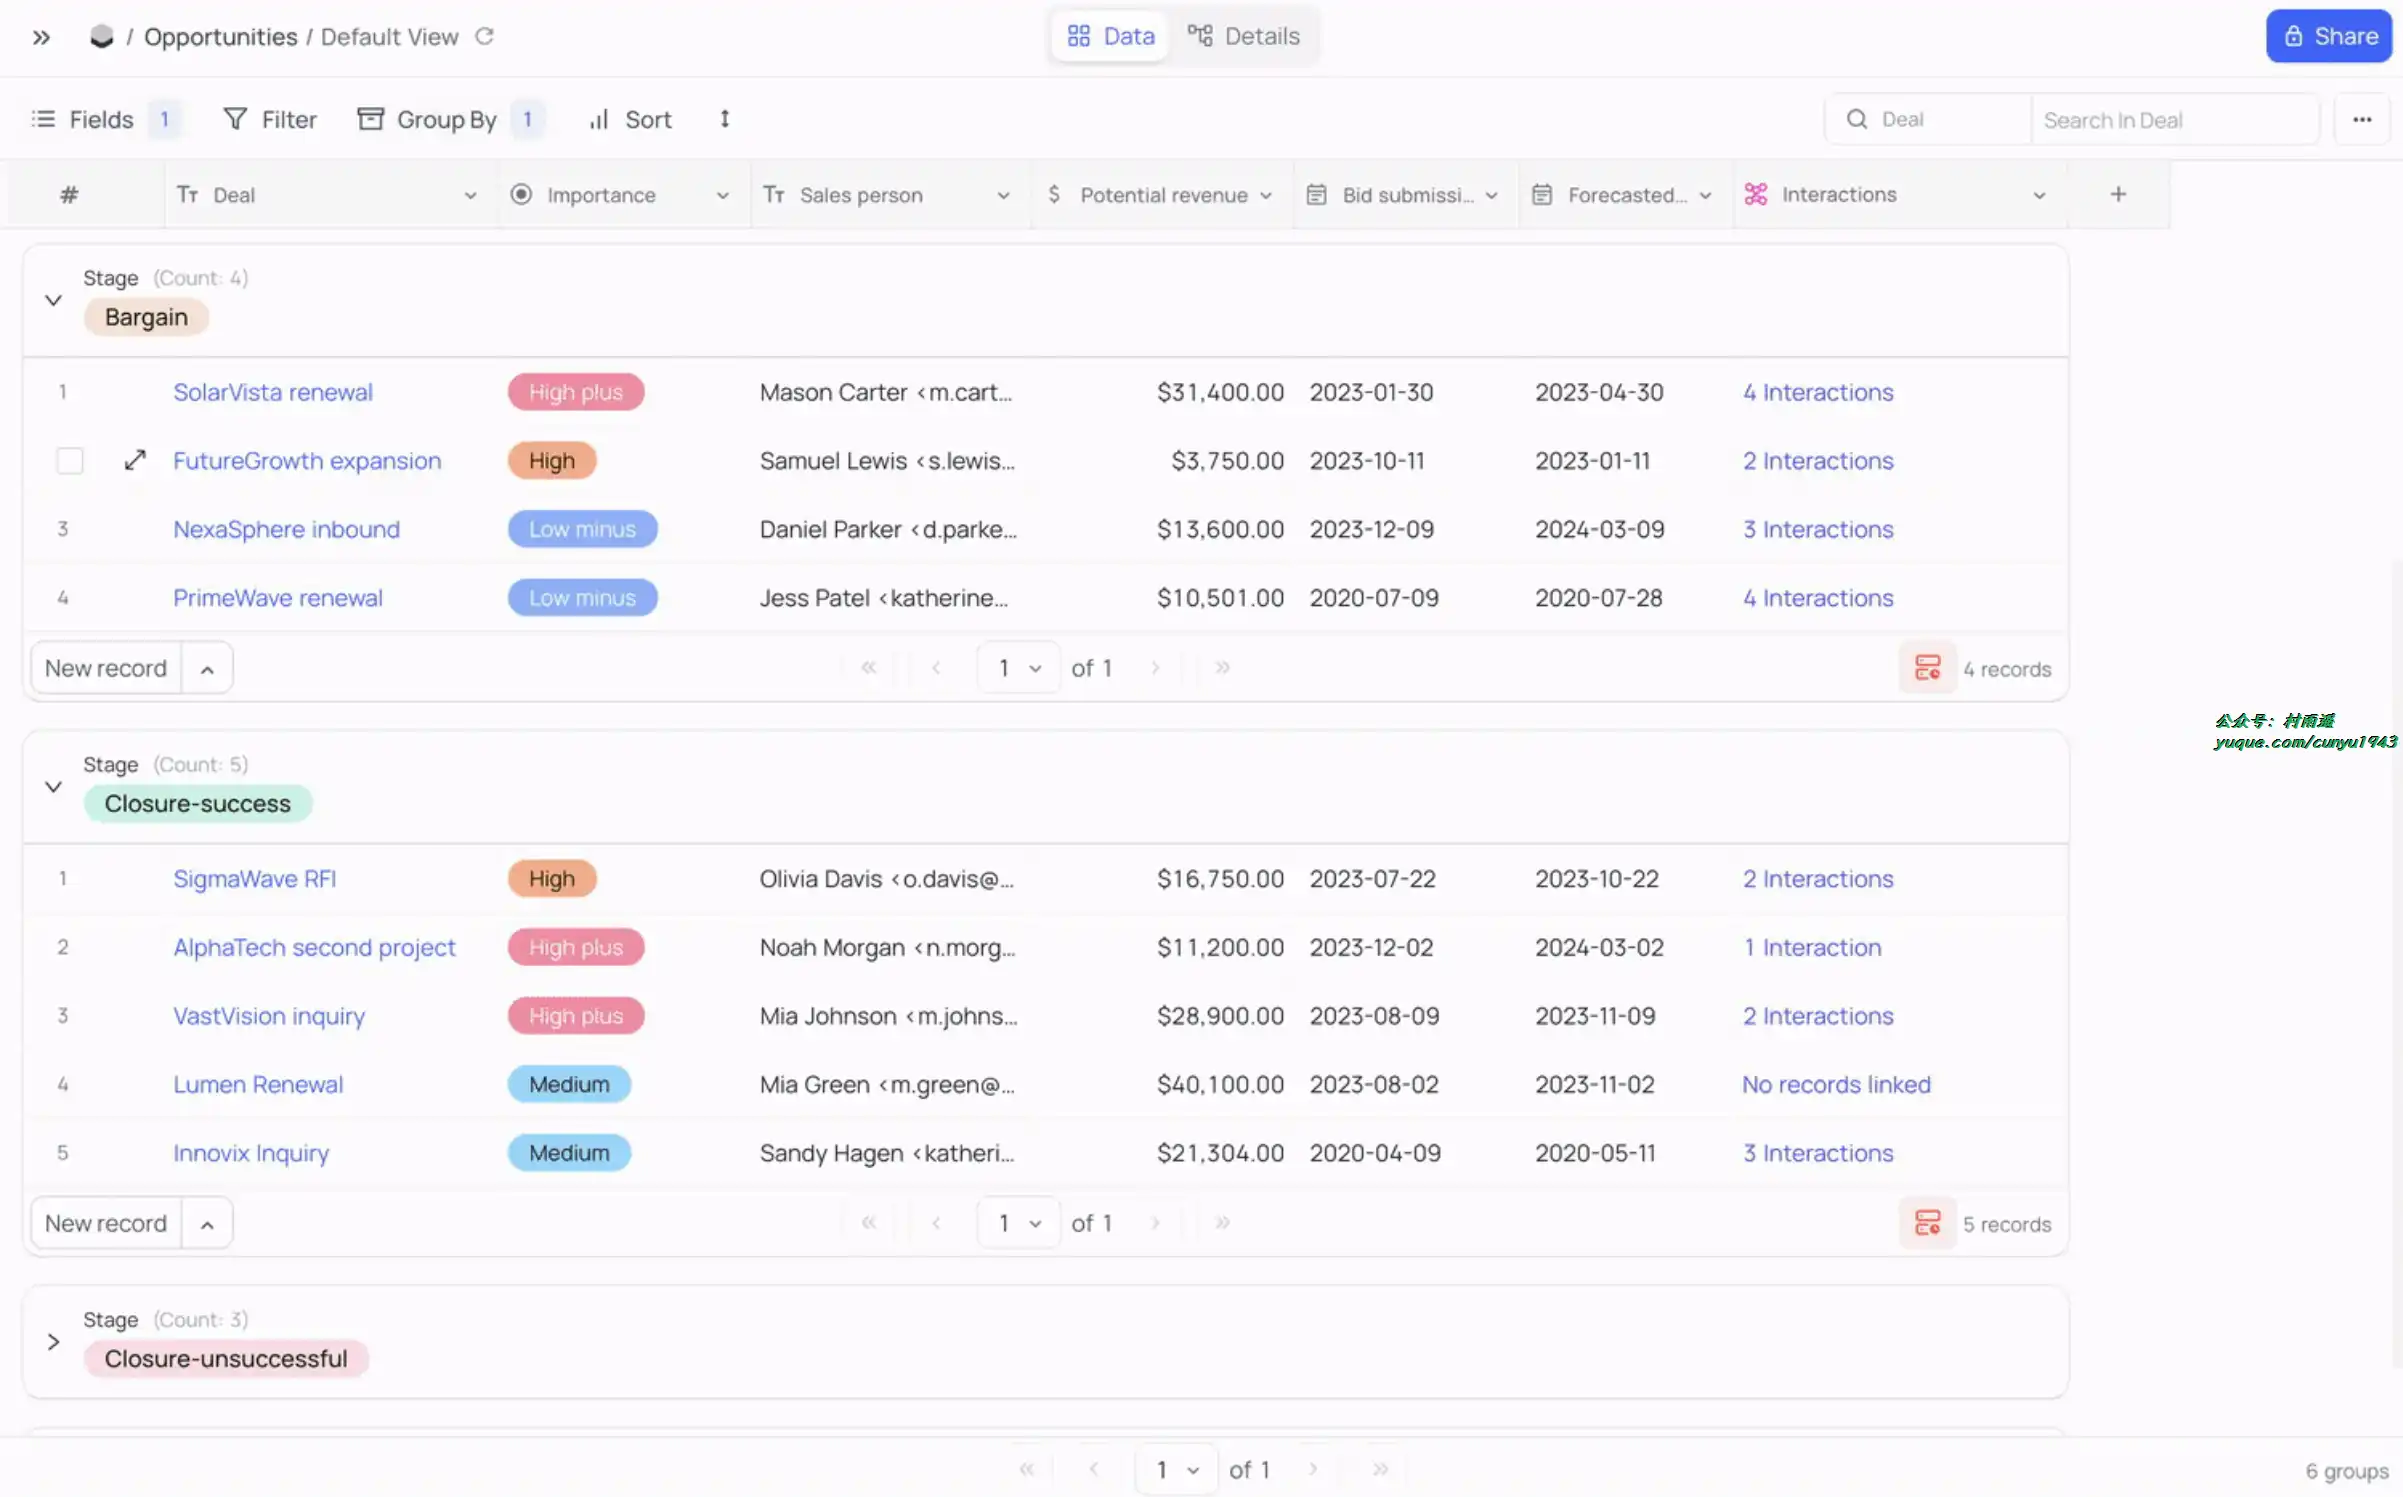 / Opportunities / Default View
Data Details
Share
Fields 1 Filter Group By 1 Sort
Deal Search In Deal
# Deal Importance Sales person $ Potential revenue Bid submissi... Forecasted... Interactions +
Stage (Count: 4)
Bargain
1 SolarVista renewal High plus Mason Carter <m.cart... $31,400.00 2023-01-30 2023-04-30 4 Interactions
FutureGrowth expansion High Samuel Lewis <s.lewis... $3,750.00 2023-10-11 2023-01-11 2 Interactions
3 NexaSphere inbound Low minus Daniel Parker <d.parke... $13,600.00 2023-12-09 2024-03-09 3 Interactions
4 PrimeWave renewal Low minus Jess Patel <katherine... $10,501.00 2020-07-09 2020-07-28 4 Interactions
New record 1 of 1 4 records
公众号：村雨遥
yuque.com/cunyu1943
Stage (Count: 5)
Closure-success
1 SigmaWave RFI High Olivia Davis <o.davis@... $16,750.00 2023-07-22 2023-10-22 2 Interactions
2 AlphaTech second project High plus Noah Morgan <n.morg... $11,200.00 2023-12-02 2024-03-02 1 Interaction
3 VastVision inquiry High plus Mia Johnson <m.johns... $28,900.00 2023-08-09 2023-11-09 2 Interactions
4 Lumen Renewal Medium Mia Green <m.green@... $40,100.00 2023-08-02 2023-11-02 No records linked
5 Innovix Inquiry Medium Sandy Hagen <katheri... $21,304.00 2020-04-09 2020-05-11 3 Interactions
New record 1 of 1 5 records
Stage (Count: 3)
Closure-unsuccessful
1 of 1 6 groups